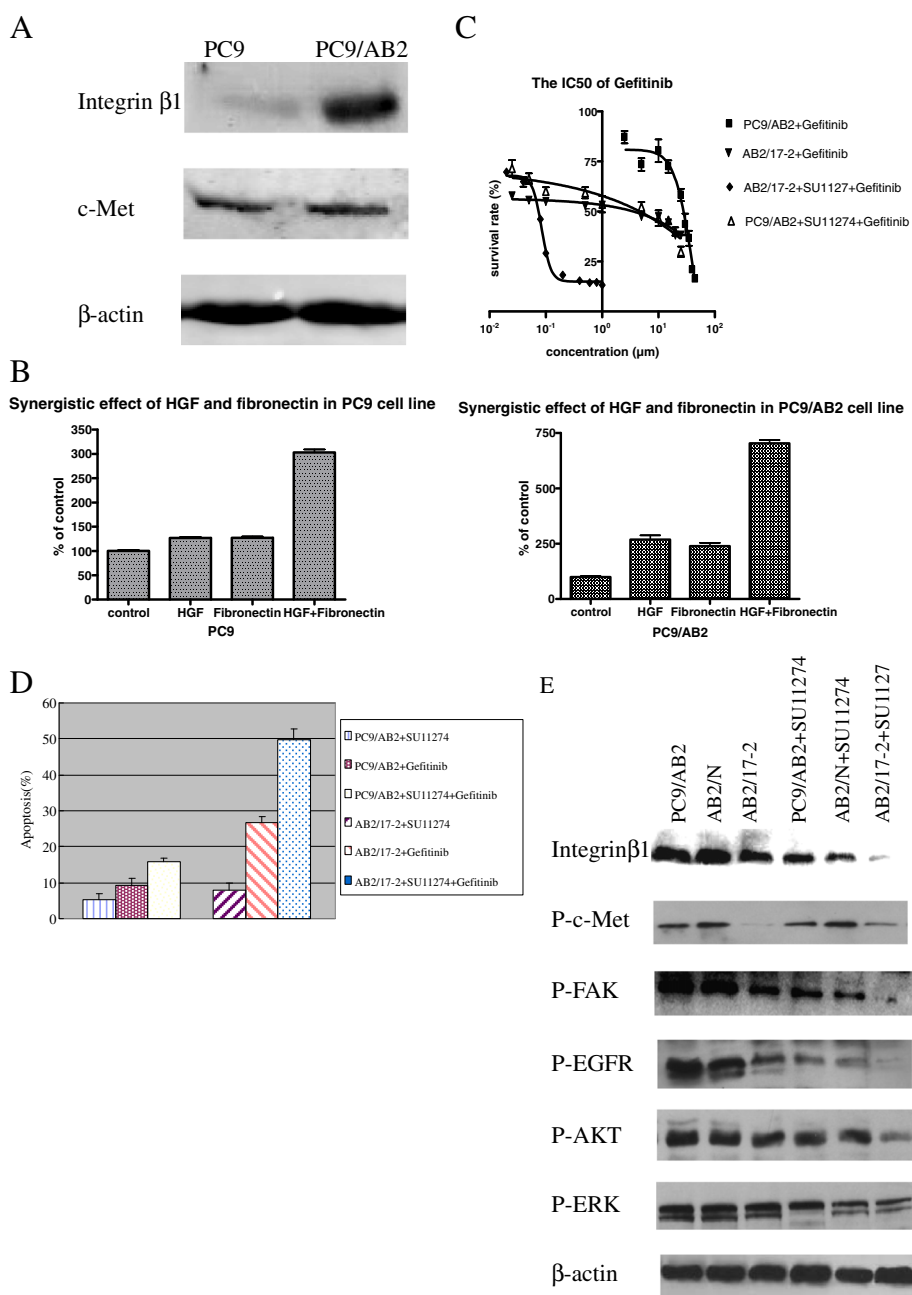 A
PC9 PC9/AB2
Integrin β1
c-Met
β-actin
C
The IC50 of Gefitinib
100
75
50
25
survival rate (%)
10-2 10-1 100 101 102
concentration (µm)
PC9/AB2+Gefitinib
AB2/17-2+Gefitinib
AB2/17-2+SU1127+Gefitinib
PC9/AB2+SU11274+Gefitinib
B
Synergistic effect of HGF and fibronectin in PC9 cell line
350
300
250
200
150
100
50
0
% of control
control HGF Fibronectin HGF+Fibronectin
PC9
Synergistic effect of HGF and fibronectin in PC9/AB2 cell line
750
500
250
0
% of control
control HGF Fibronectin HGF+Fibronectin
PC9/AB2
D
60
50
40
30
20
10
0
Apoptosis(%)
PC9/AB2+SU11274
PC9/AB2+Gefitinib
PC9/AB2+SU11274+Gefitinib
AB2/17-2+SU11274
AB2/17-2+Gefitinib
AB2/17-2+SU11274+Gefitinib
E
PC9/AB2
AB2/N
AB2/17-2
PC9/AB2+SU11274
AB2/N+SU11274
AB2/17-2+SU1127
Integrinβ1
P-c-Met
P-FAK
P-EGFR
P-AKT
P-ERK
β-actin